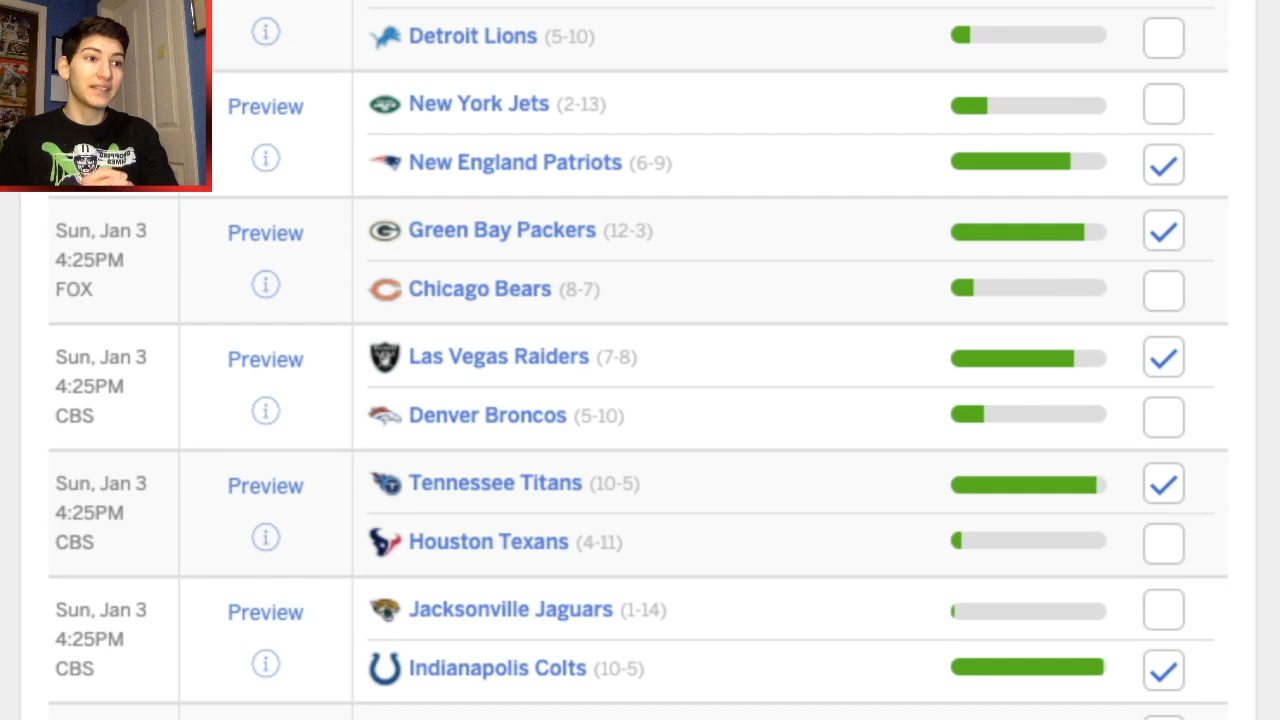 Detroit Lions (5-10)
Preview
New York Jets (2-13)
New England Patriots (6-9)
Sun, Jan 3
4:25PM
FOX
Preview
Green Bay Packers (12-3)
Chicago Bears (8-7)
Sun, Jan 3
4:25PM
CBS
Preview
Las Vegas Raiders (7-8)
Denver Broncos (5-10)
Sun, Jan 3
4:25PM
CBS
Preview
Tennessee Titans (10-5)
Houston Texans (4-11)
Sun, Jan 3
4:25PM
CBS
Preview
Jacksonville Jaguars (1-14)
Indianapolis Colts (10-5)